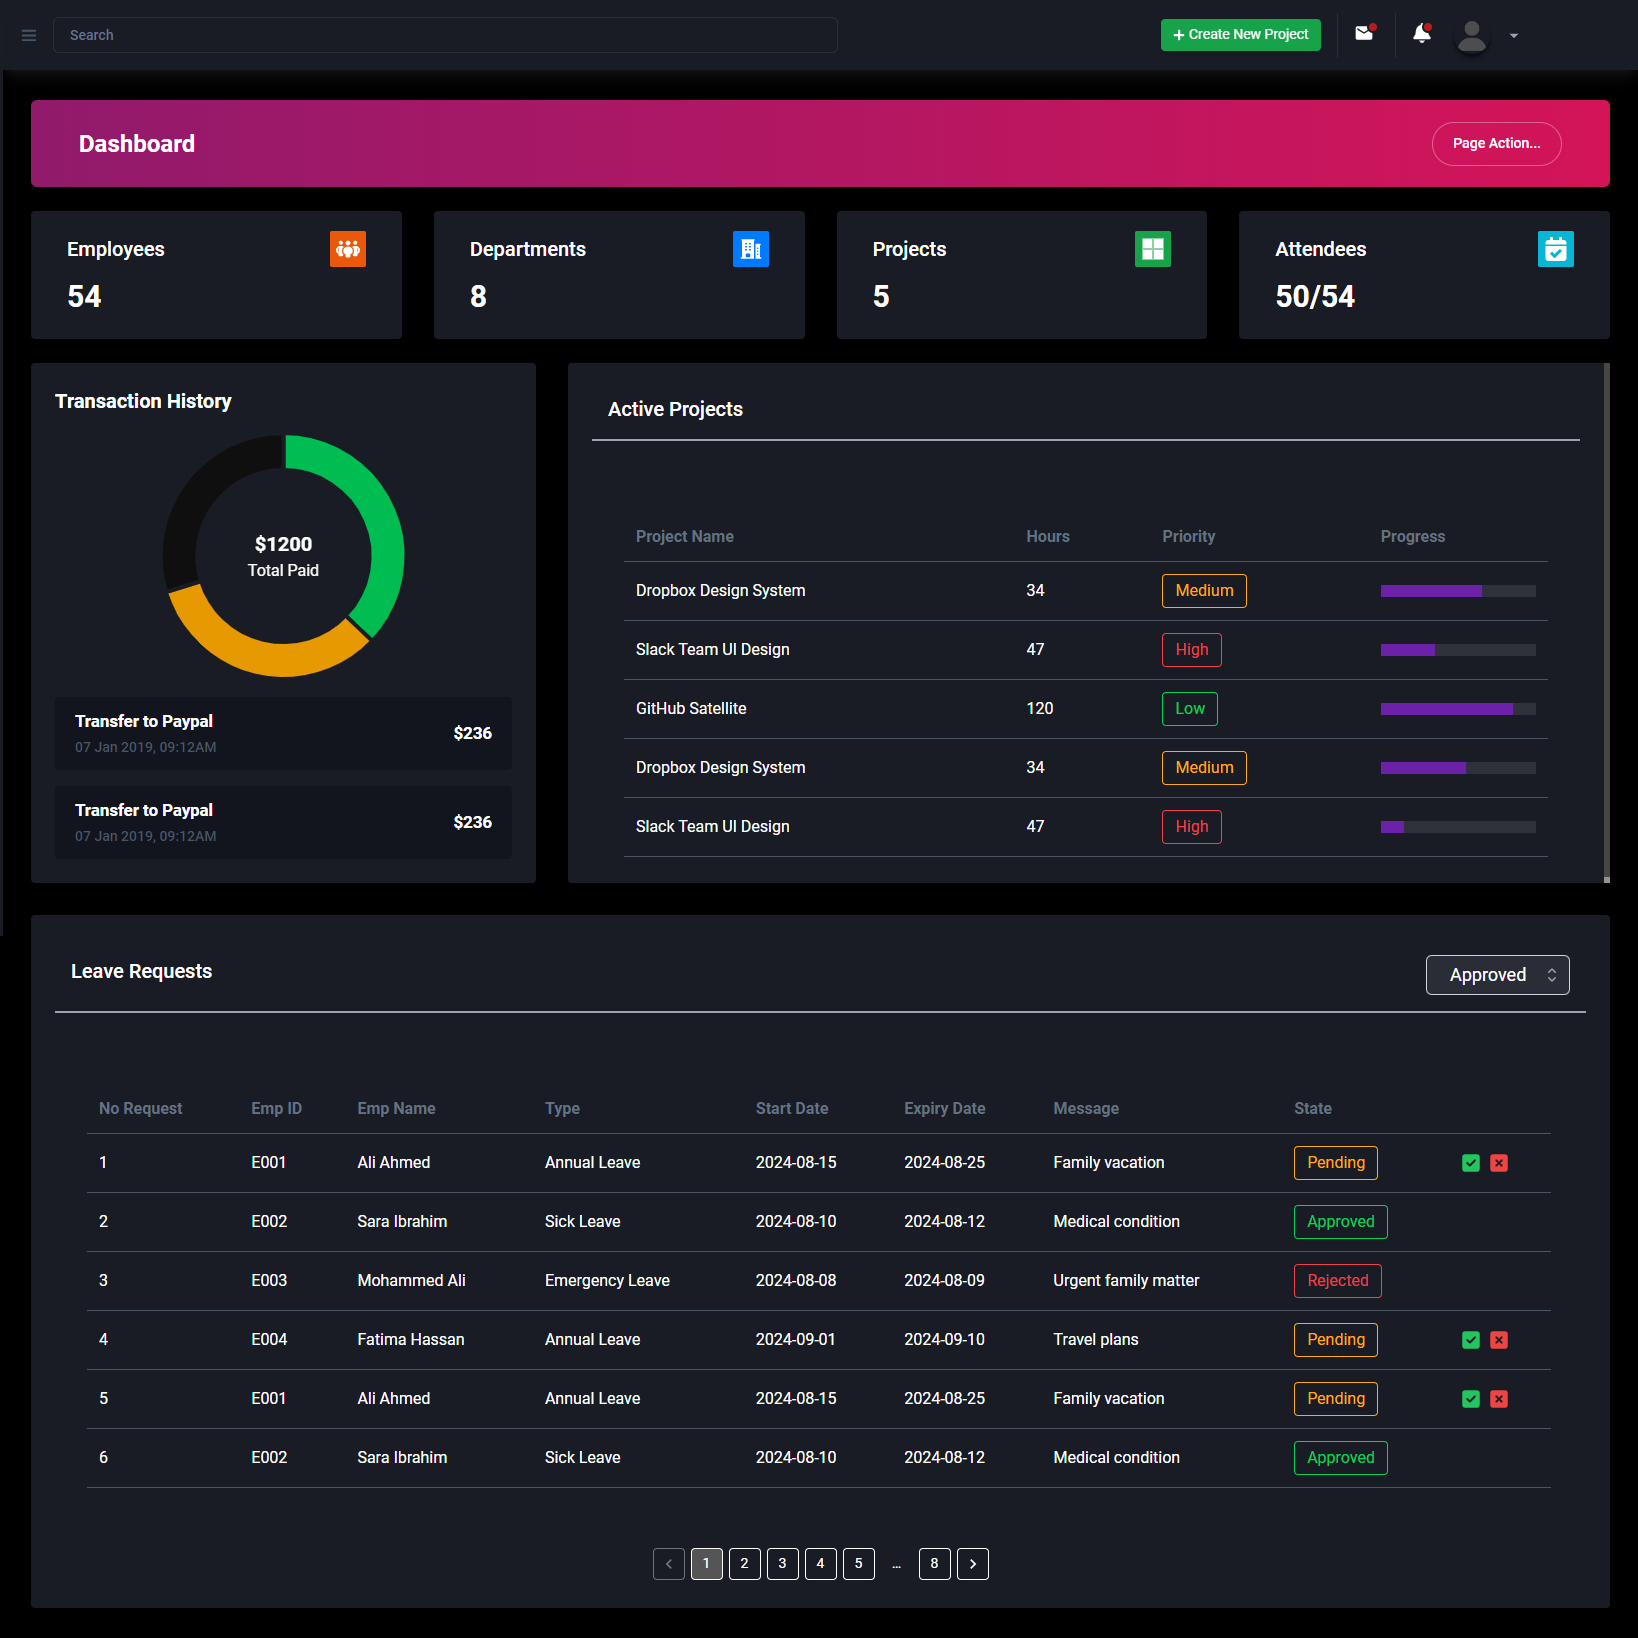 Search
Create New Project
Dashboard
Page Action...
Employees
54
Departments
8
Projects
5
Attendees
50/54
Transaction History
$1200
Total Paid
Transfer to Paypal
07 Jan 2019, 09:12AM
$236
Transfer to Paypal
07 Jan 2019, 09:12AM
$236
Active Projects
Project Name Hours Priority Progress
Dropbox Design System 34 Medium
Slack Team UI Design 47 High
GitHub Satellite 120 Low
Dropbox Design System 34 Medium
Slack Team UI Design 47 High
Leave Requests
Approved
No Request Emp ID Emp Name Type Start Date Expiry Date Message State
1 E001 Ali Ahmed Annual Leave 2024-08-15 2024-08-25 Family vacation Pending
2 E002 Sara Ibrahim Sick Leave 2024-08-10 2024-08-12 Medical condition Approved
3 E003 Mohammed Ali Emergency Leave 2024-08-08 2024-08-09 Urgent family matter Rejected
4 E004 Fatima Hassan Annual Leave 2024-09-01 2024-09-10 Travel plans Pending
5 E001 Ali Ahmed Annual Leave 2024-08-15 2024-08-25 Family vacation Pending
6 E002 Sara Ibrahim Sick Leave 2024-08-10 2024-08-12 Medical condition Approved
1 2 3 4 5 ... 8